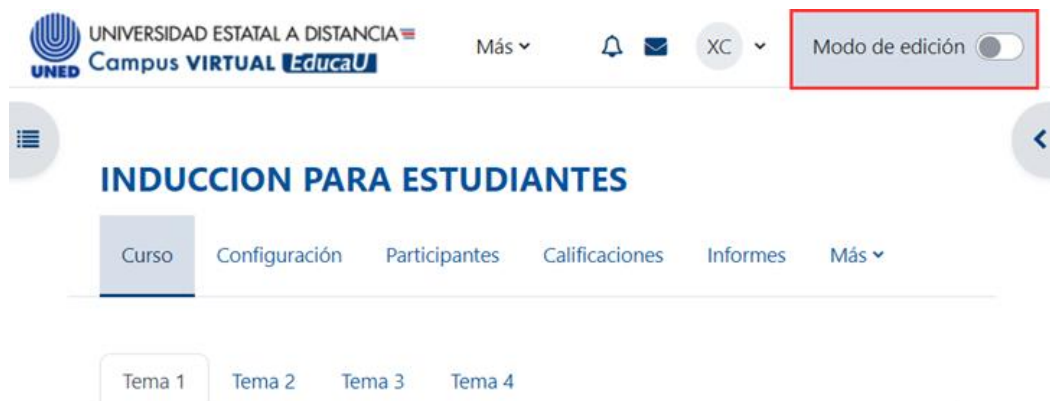 UNIVERSIDAD ESTATAL A DISTANCIA
UNED Campus VIRTUAL EducaU
Más
XC
Modo de edición
INDUCCION PARA ESTUDIANTES
Curso Configuración Participantes Calificaciones Informes Más
Tema 1 Tema 2 Tema 3 Tema 4